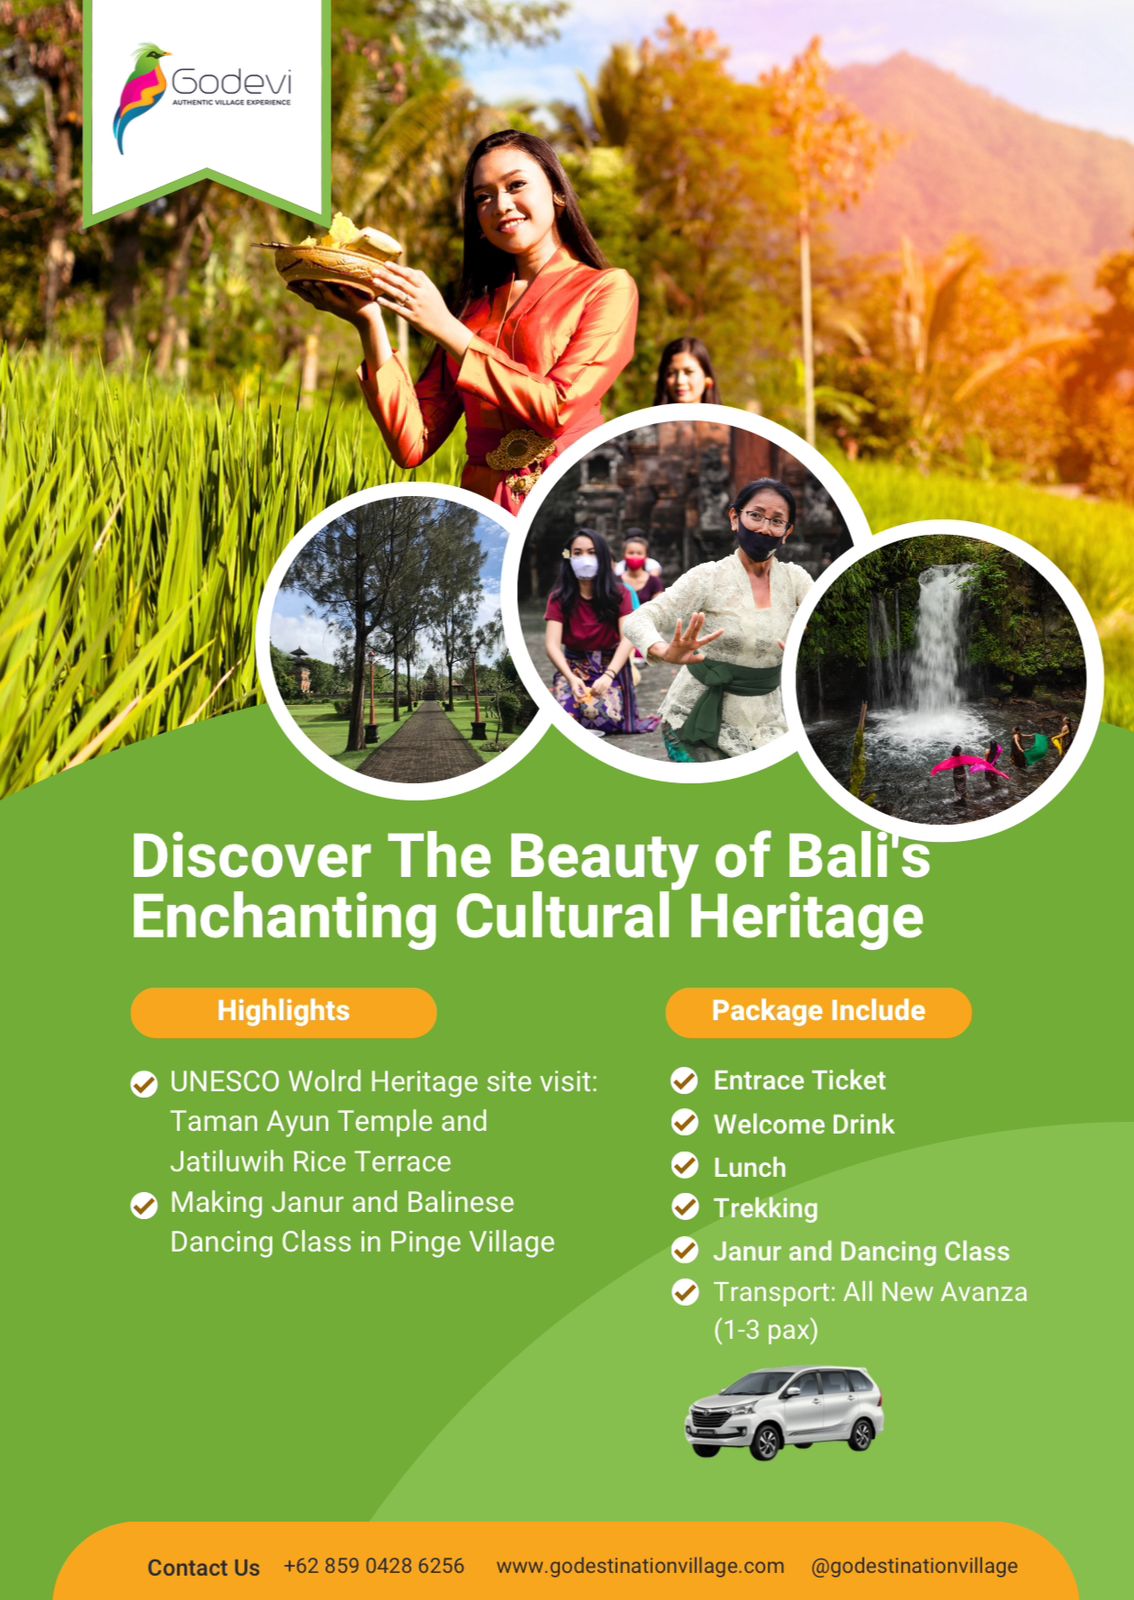 Godevi
AUTHENTIC VILLAGE EXPERIENCE
Discover The Beauty of Bali's
Enchanting Cultural Heritage
Highlights
UNESCO Wolrd Heritage site visit:
Taman Ayun Temple and
Jatiluwih Rice Terrace
Making Janur and Balinese
Dancing Class in Pinge Village
Package Include
Entrace Ticket
Welcome Drink
Lunch
Trekking
Janur and Dancing Class
Transport: All New Avanza
(1-3 pax)
Contact Us +62 859 0428 6256 www.godestinationvillage.com @godestinationvillage